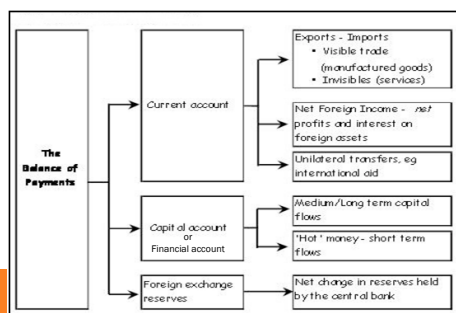 The
Balance of
Payments
Current account
Exports - Imports
• Visible trade
(manufactured goods)
• Invisibles (services)
Net Foreign Income - net
profits and interest on
foreign assets
Unilateral transfers, eg
international aid
Capital account
or
Financial account
Medium/Long term capital
flows
'Hot' money - short term
flows
Foreign exchange
reserves
Net change in reserves held
by the central bank